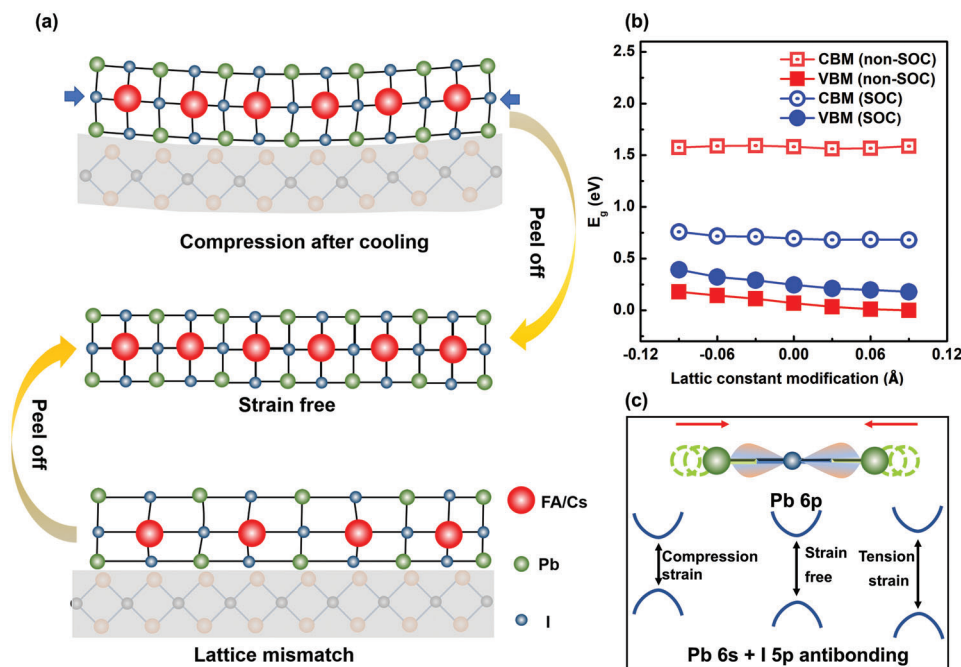 (a)
Compression after cooling
Peel off
Strain free
Peel off
Lattice mismatch
FA/Cs
Pb
I
(b)
2.5
2.0
1.5
1.0
0.5
0.0
E_g (eV)
CBM (non-SOC)
VBM (non-SOC)
CBM (SOC)
VBM (SOC)
-0.12
-0.06
0.00
0.06
0.12
Lattic constant modification (Å)
(c)
Pb 6p
Compression
strain
Strain
free
Tension
strain
Pb 6s + I 5p antibonding